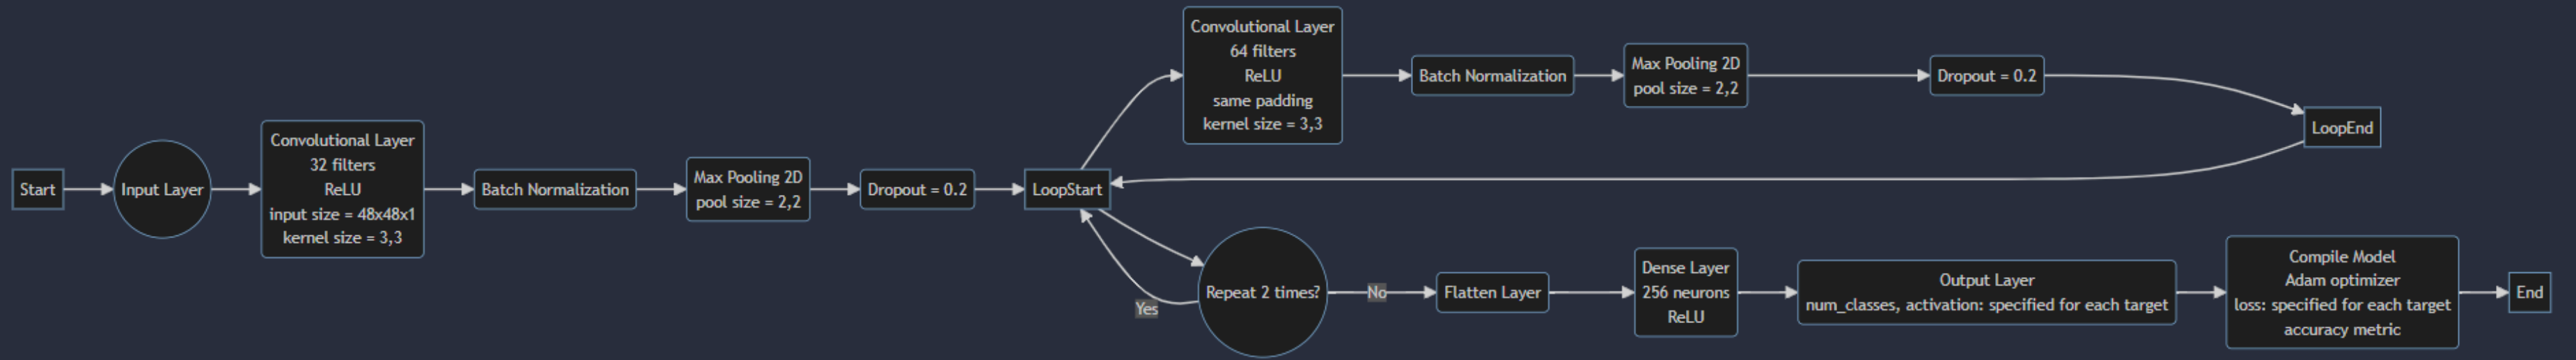 Start
Input Layer
Convolutional Layer
32 filters
ReLU
input size = 48x48x1
kernel size = 3,3
Batch Normalization
Max Pooling 2D
pool size = 2,2
Dropout = 0.2
LoopStart
Convolutional Layer
64 filters
ReLU
same padding
kernel size = 3,3
Batch Normalization
Max Pooling 2D
pool size = 2,2
Dropout = 0.2
LoopEnd
Repeat 2 times?
Yes
No
Flatten Layer
Dense Layer
256 neurons
ReLU
Output Layer
num_classes, activation: specified for each target
Compile Model
Adam optimizer
loss: specified for each target
accuracy metric
End